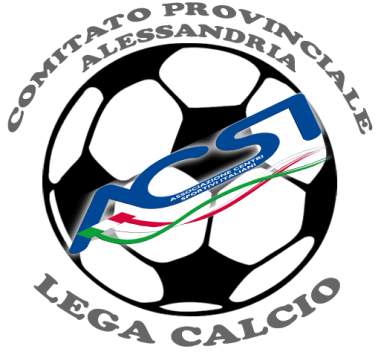 COMITATO PROVINCIALE
ALESSANDRIA
ACSI
ASSOCIAZIONE CENTRI
SPORTIVI ITALIANI
LEGA CALCIO